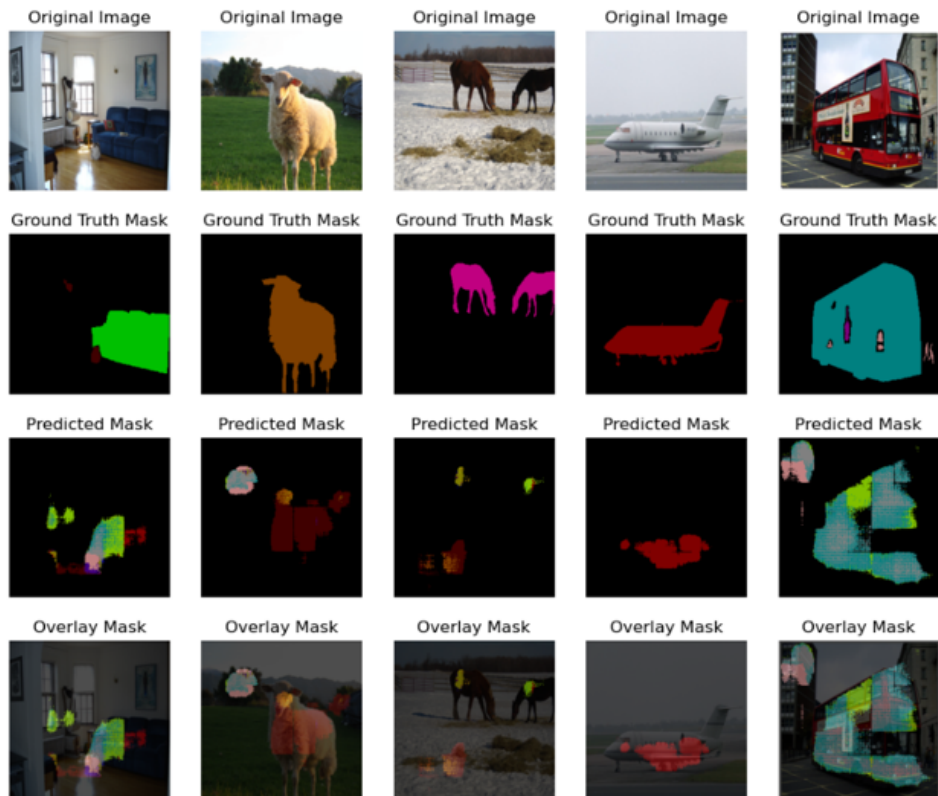 Original Image Original Image Original Image Original Image Original Image
Ground Truth Mask Ground Truth Mask Ground Truth Mask Ground Truth Mask Ground Truth Mask
Predicted Mask Predicted Mask Predicted Mask Predicted Mask Predicted Mask
Overlay Mask Overlay Mask Overlay Mask Overlay Mask Overlay Mask